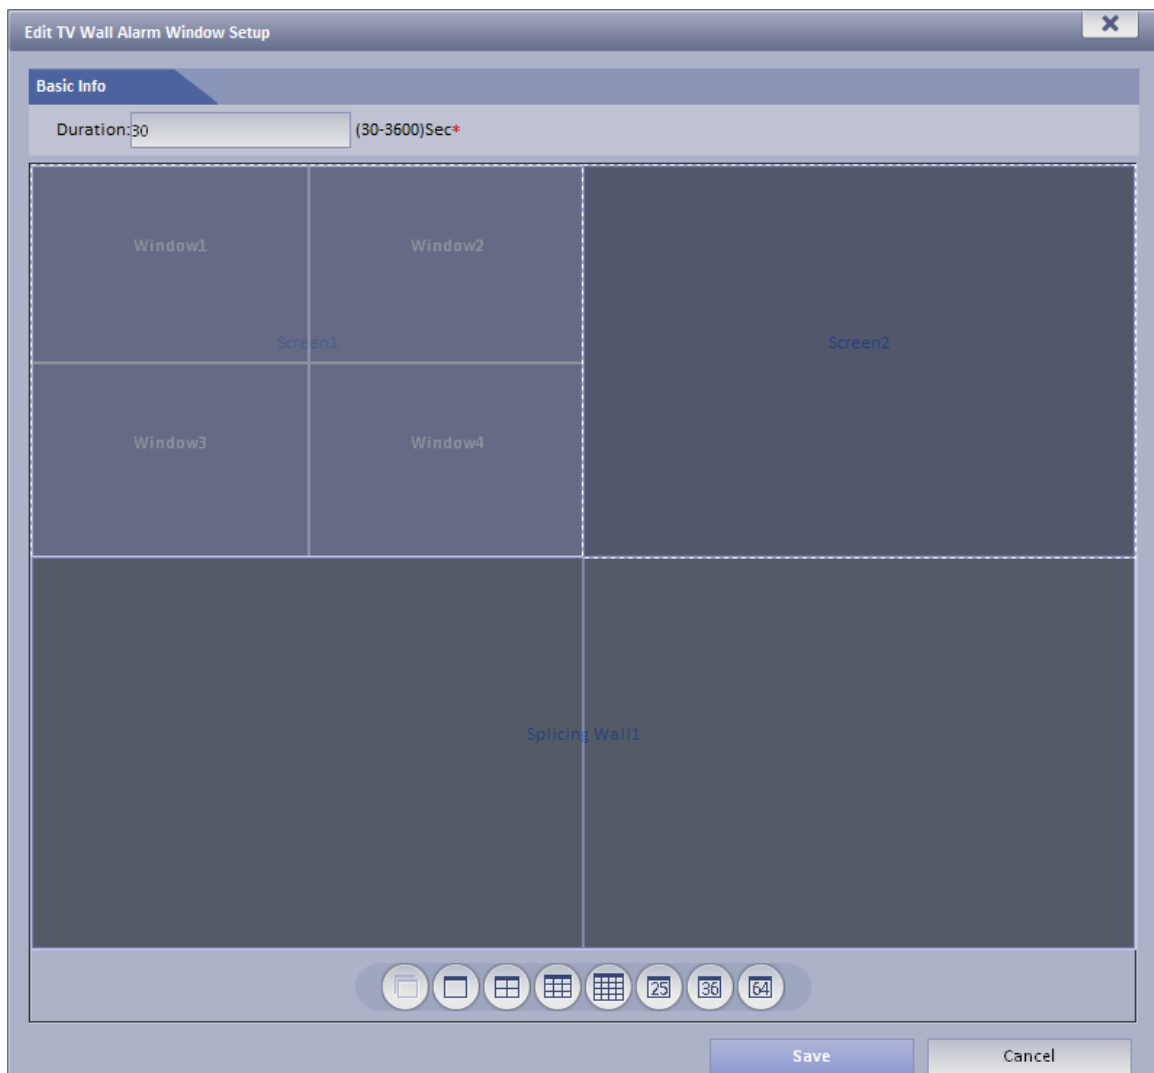 Edit TV Wall Alarm Window Setup
Basic Info
Duration:30 (30-3600)Sec*
Window1 Window2
Screen1 Screen2
Window3 Window4
Splicing Wall1
25 36 64
Save Cancel